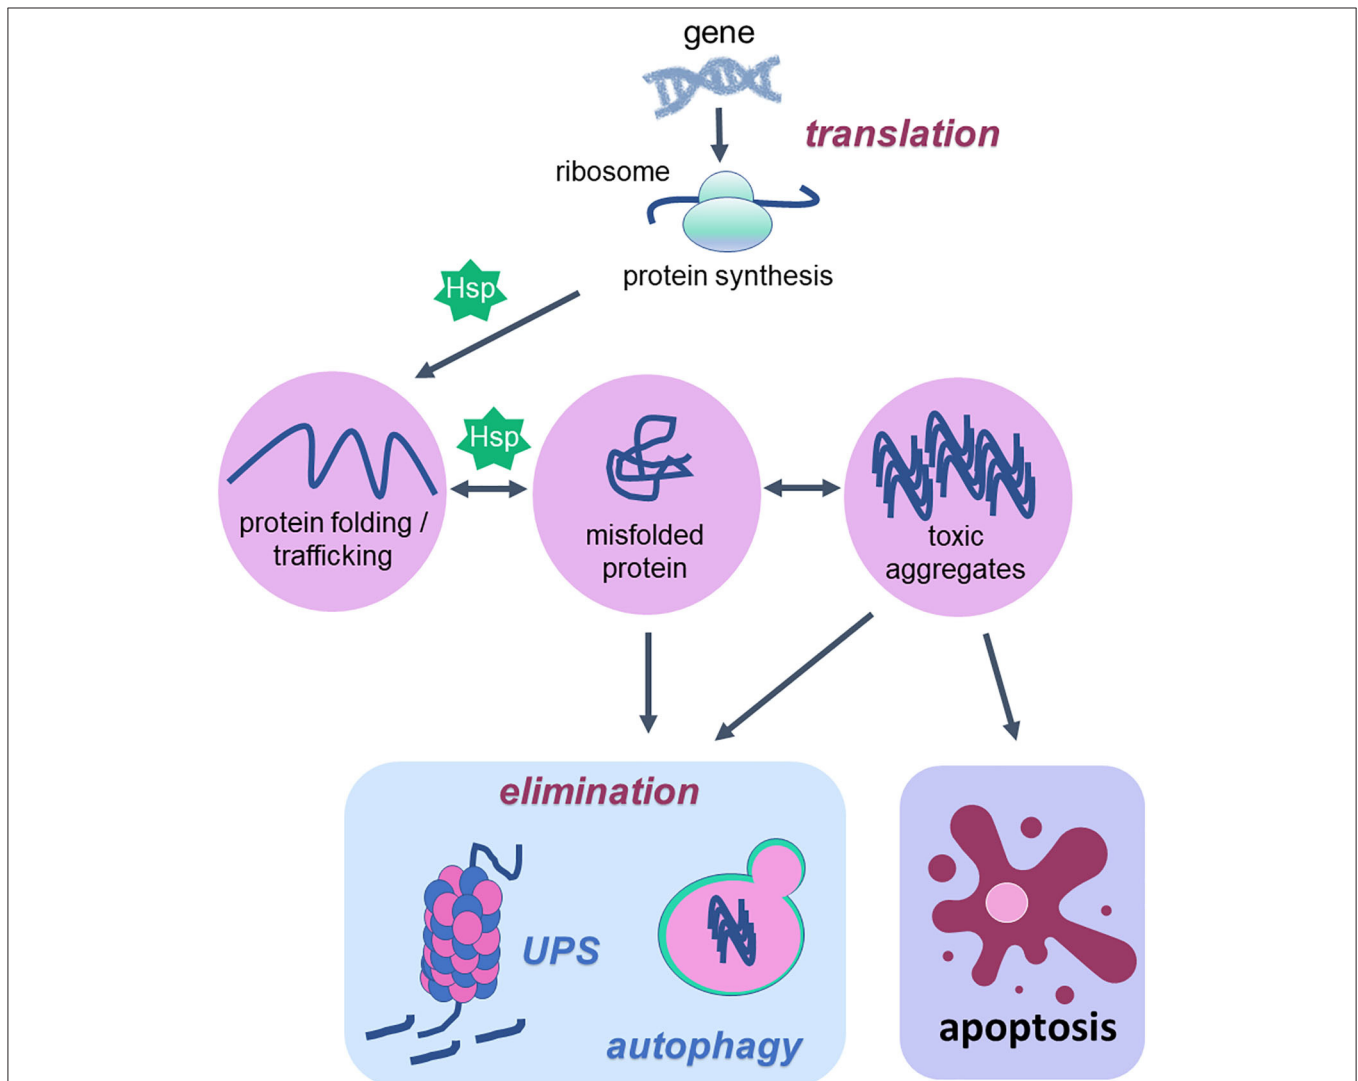 gene
translation
ribosome
protein synthesis
Hsp
Hsp
protein folding /
trafficking
misfolded
protein
toxic
aggregates
elimination
UPS
autophagy
apoptosis